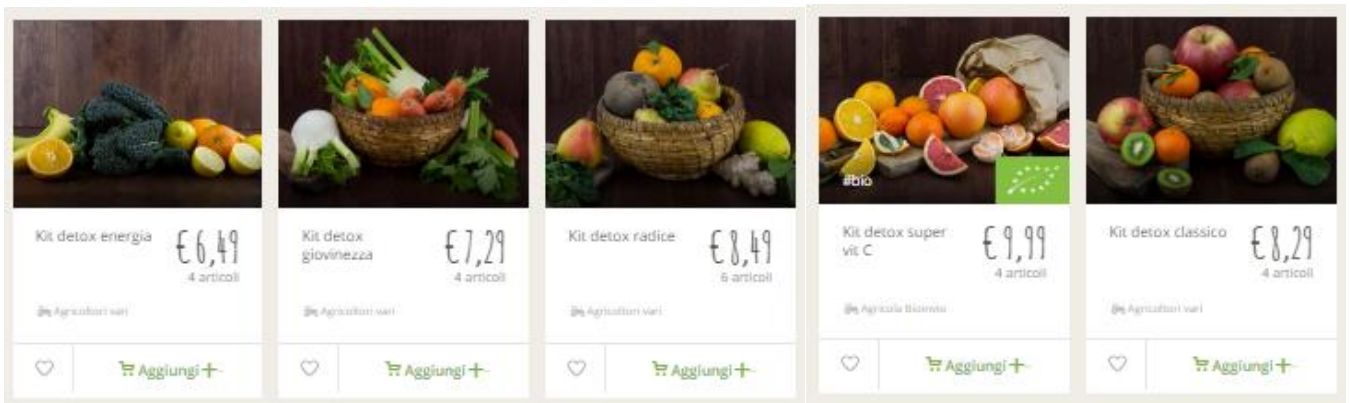 Kit detox energia
€6,49
4 articoli
Agricoltori vari
Aggiungi+
Kit detox
giovinezza
€7,29
4 articoli
Agricoltori vari
Aggiungi+
Kit detox radice
€8,49
6 articoli
Agricoltori vari
Aggiungi+
#bio
Kit detox super
vit C
€9,99
4 articoli
Agricola
Aggiungi+
Kit detox classico
€8,29
4 articoli
Agricoltori vari
Aggiungi+